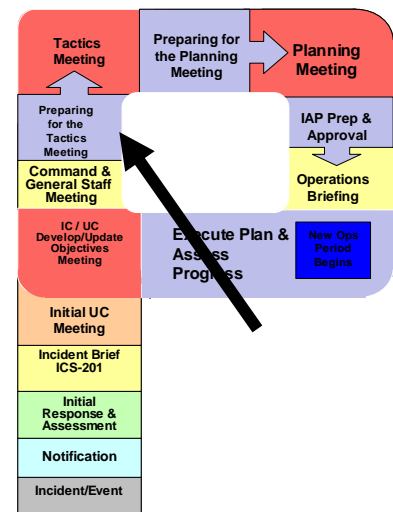 Tactics
Meeting
Preparing for
the Planning
Meeting
Planning
Meeting
Preparing
for the
Tactics
Meeting
IAP Prep &
Approval
Command &
General Staff
Meeting
Operations
Briefing
IC / UC
Develop/Update
Objectives
Meeting
Execute Plan &
Assess
Progress
New Ops
Period
Begins
Initial UC
Meeting
Incident Brief
ICS-201
Initial
Response &
Assessment
Notification
Incident/Event